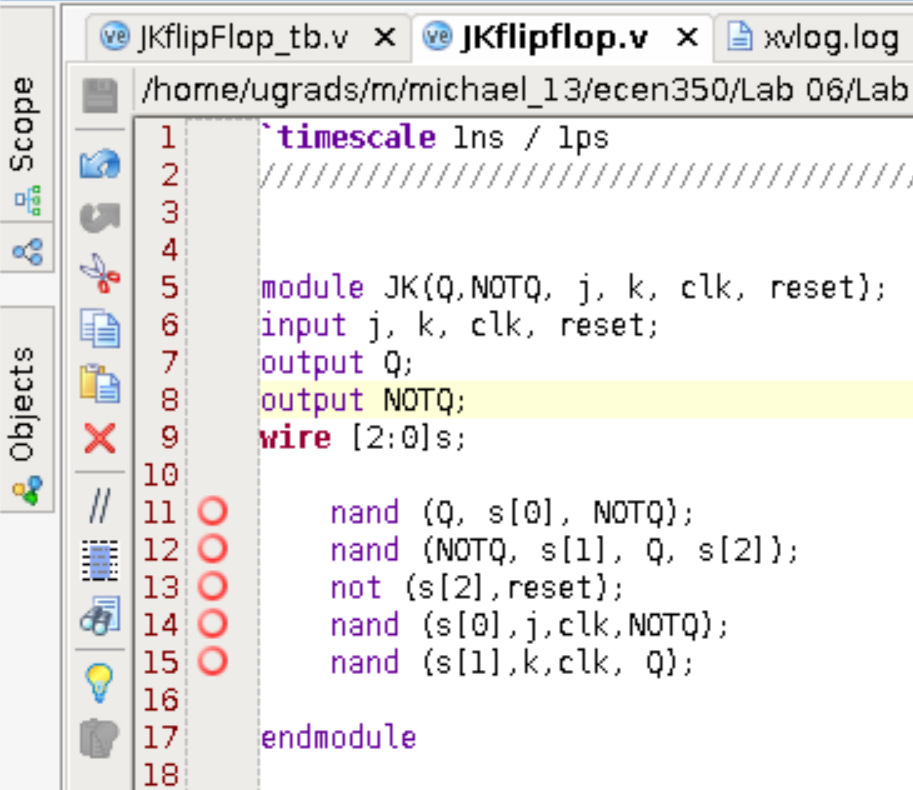 JKflipFlop_tb.v × JKflipflop.v × xvlog.log
/home/ugrads/m/michael_13/ecen350/Lab 06/Lab
Scope
Objects
1 `timescale 1ns / 1ps
2 //////////////////////////////////////
3
4
5 module JK(Q,NOTQ, j, k, clk, reset);
6 input j, k, clk, reset;
7 output Q;
8 output NOTQ;
9 wire [2:0]s;
10
11 nand (Q, s[0], NOTQ);
12 nand (NOTQ, s[1], Q, s[2]);
13 not (s[2],reset);
14 nand (s[0],j,clk,NOTQ);
15 nand (s[1],k,clk, Q);
16
17 endmodule
18